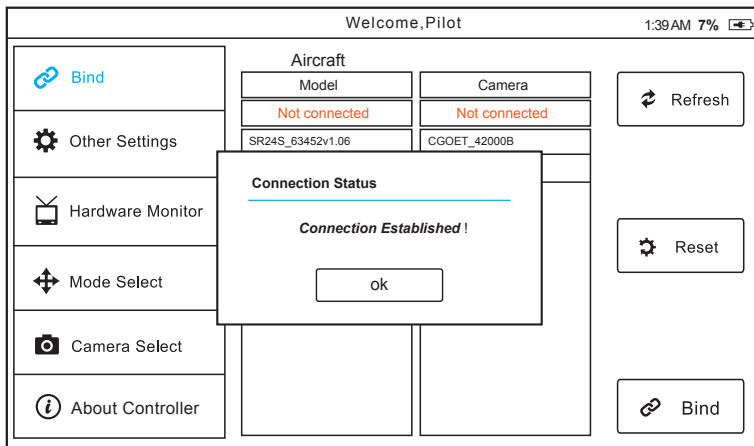 Welcome,Pilot
1:39AM 7%
Bind
Other Settings
Hardware Monitor
Mode Select
Camera Select
About Controller
Aircraft
Model
Camera
Not connected
Not connected
SR24S_63452v1.06
CGOET_42000B
Connection Status
Connection Established !
ok
Refresh
Reset
Bind